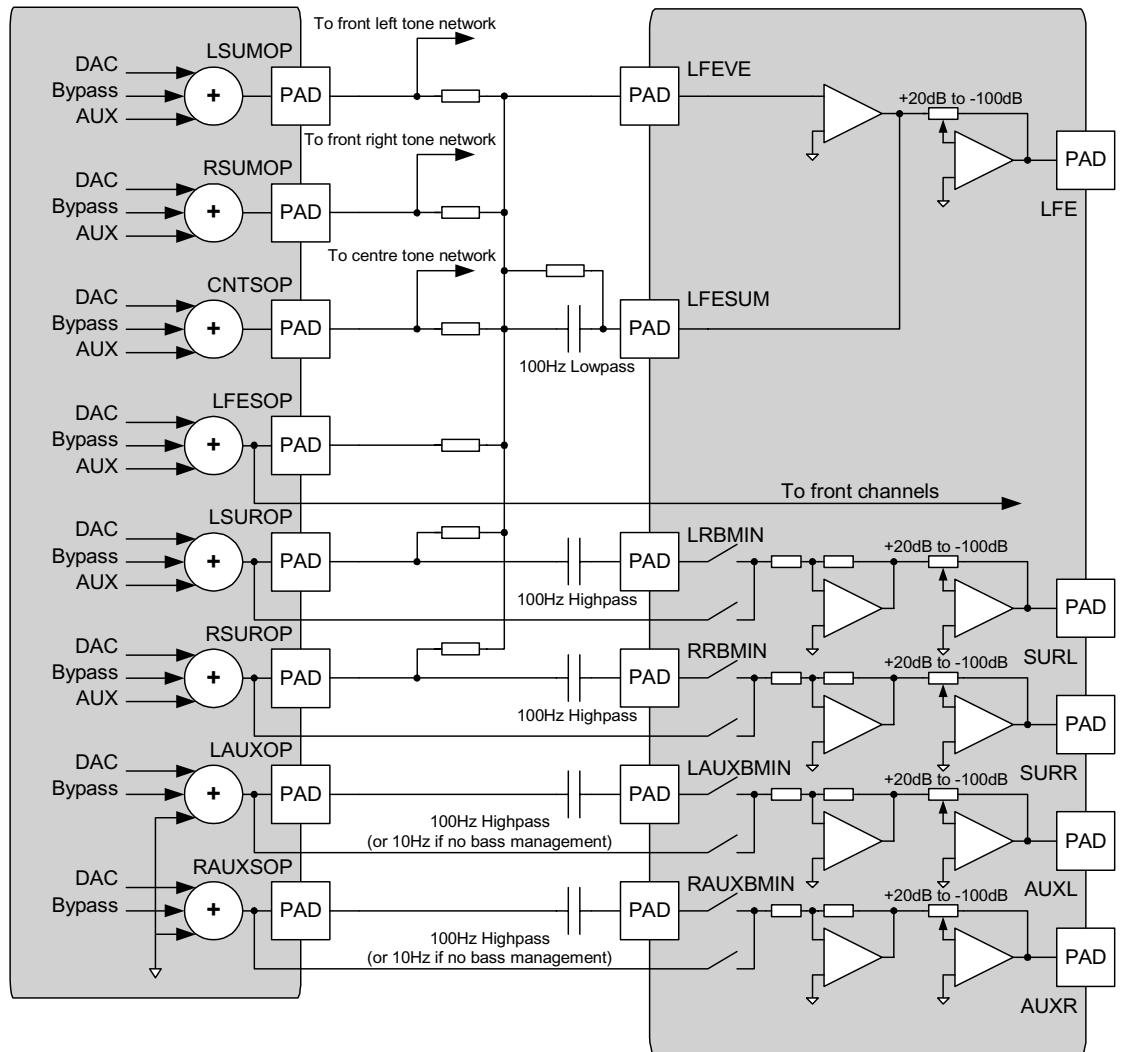 To front left tone network
LSUMOP
DAC
Bypass
AUX
+
PAD
PAD
LFEVE
+20dB to -100dB
PAD
LFE
To front right tone network
RSUMOP
DAC
Bypass
AUX
+
PAD
To centre tone network
CNTSOP
DAC
Bypass
AUX
+
PAD
100Hz Lowpass
PAD
LFESUM
LFESOP
DAC
Bypass
AUX
+
PAD
To front channels
LSUROP
DAC
Bypass
AUX
+
PAD
100Hz Highpass
PAD
LRBMIN
+20dB to -100dB
PAD
SURL
RSUROP
DAC
Bypass
AUX
+
PAD
100Hz Highpass
PAD
RRBMIN
+20dB to -100dB
PAD
SURR
LAUXOP
DAC
Bypass
+
PAD
100Hz Highpass
(or 10Hz if no bass management)
PAD
LAUXBMIN
+20dB to -100dB
PAD
AUXL
RAUXSOP
DAC
Bypass
+
PAD
100Hz Highpass
(or 10Hz if no bass management)
PAD
RAUXBMIN
+20dB to -100dB
PAD
AUXR